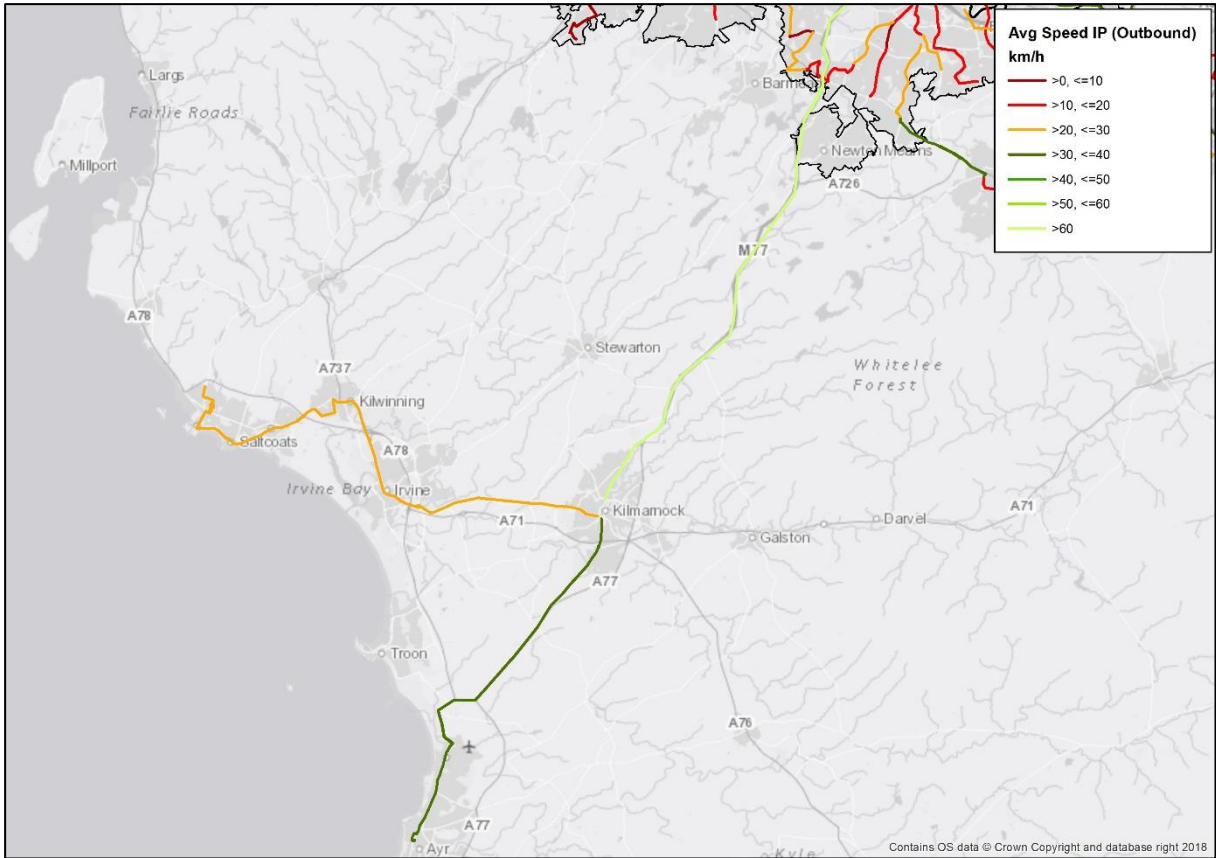 Avg Speed IP (Outbound)
km/h
>0, <=10
>10, <=20
>20, <=30
>30, <=40
>40, <=50
>50, <=60
>60
Largs
Fairlie Roads
Millport
Newton Mearns
A726
M77
A78
Stewarton
Whitelee
Forest
A737
Kilwinning
Saltcoats
A78
Irvine Bay
Irvine
A71
Kilmarnock
Darvel
A71
Galston
A77
Troon
A76
A77
Ayr
Kyle
Contains OS data © Crown Copyright and database right 2018